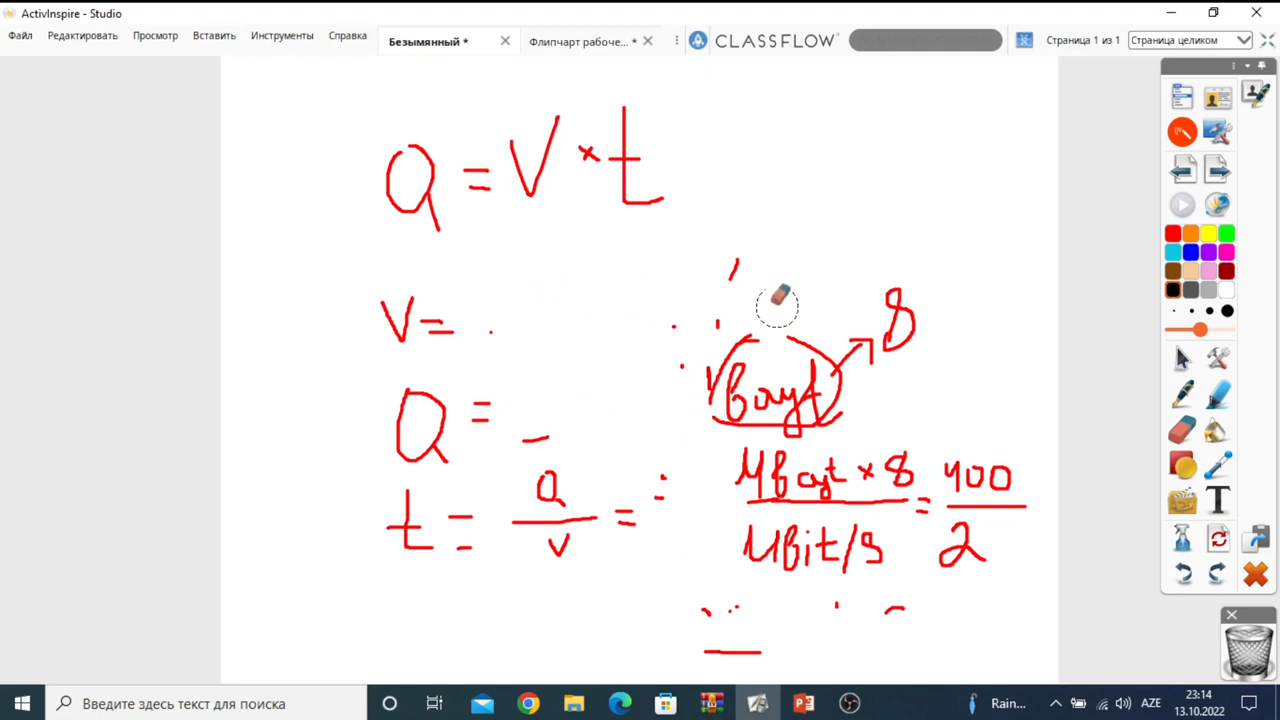 ActivInspire - Studio
Файл Редактировать Просмотр Вставить Инструменты Справка
Безымянный * Флипчарт рабоче... * CLASSFLOW Страница 1 из 1 Страница целиком
Q = V × t
V =
8
bayt
Q =
t = Q / V =
Mbayt × 8 / Mbit/s = 400 / 2
Введите здесь текст для поиска
Rain... AZE 23:14
13.10.2022